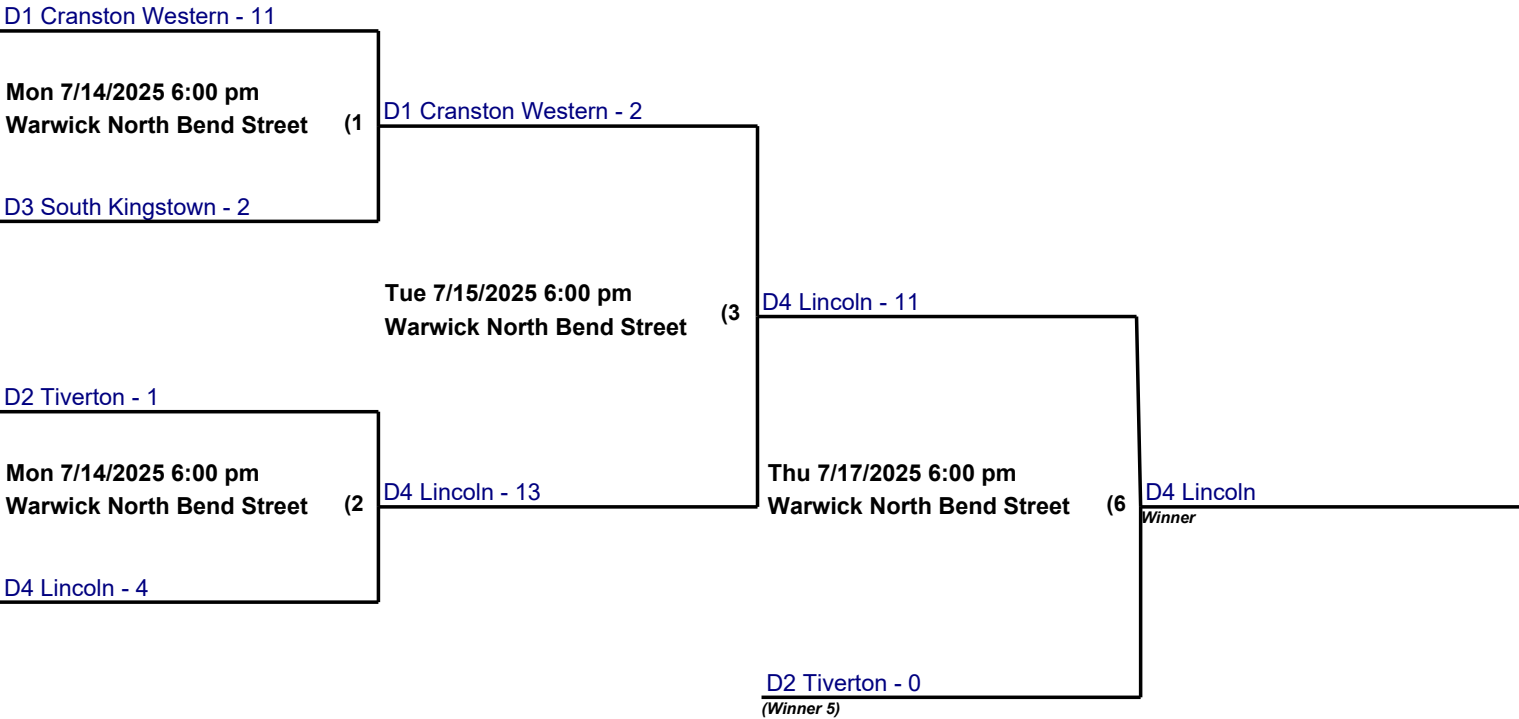 D1 Cranston Western - 11
Mon 7/14/2025 6:00 pm
Warwick North Bend Street (1
D1 Cranston Western - 2
D3 South Kingstown - 2
Tue 7/15/2025 6:00 pm
Warwick North Bend Street (3
D4 Lincoln - 11
D2 Tiverton - 1
Mon 7/14/2025 6:00 pm
Warwick North Bend Street (2
D4 Lincoln - 13
D4 Lincoln - 4
Thu 7/17/2025 6:00 pm
Warwick North Bend Street (6
D4 Lincoln
Winner
D2 Tiverton - 0
(Winner 5)